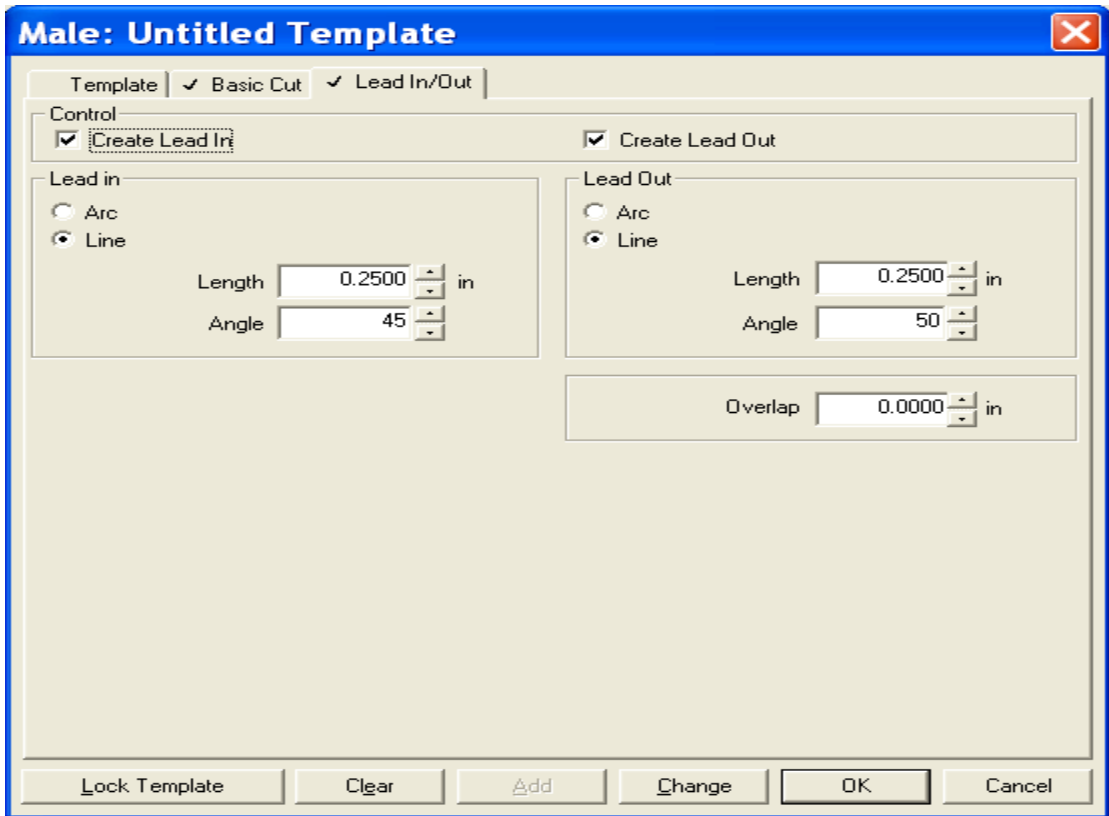 Male: Untitled Template
Template Basic Cut Lead In/Out
Control
Create Lead In Create Lead Out
Lead in Lead Out
Arc Arc
Line Line
Length 0.2500 in Length 0.2500 in
Angle 45 Angle 50
Overlap 0.0000 in
Lock Template Clear Add Change OK Cancel